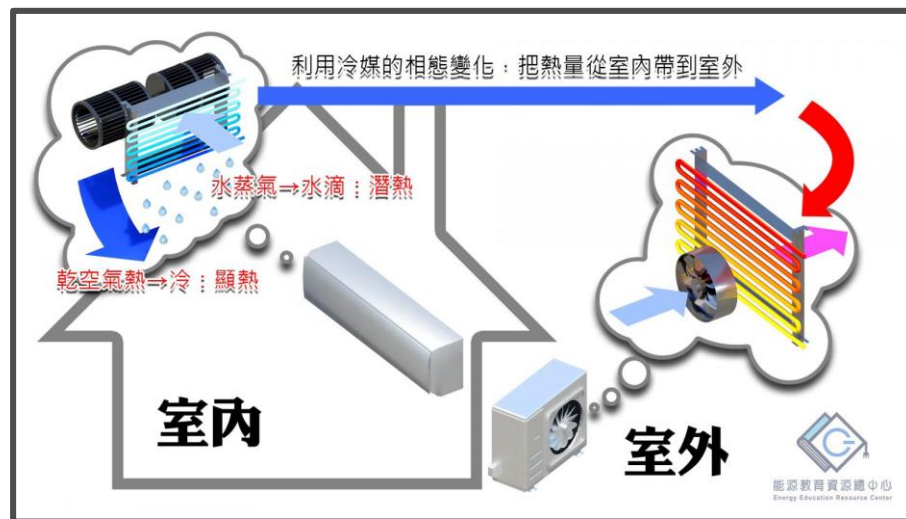 利用冷媒的相態變化：把熱量從室內帶到室外
水蒸氣→水滴：潛熱
乾空氣熱→冷：顯熱
室內
室外
能源教育資源總中心
Energy Education Resource Center